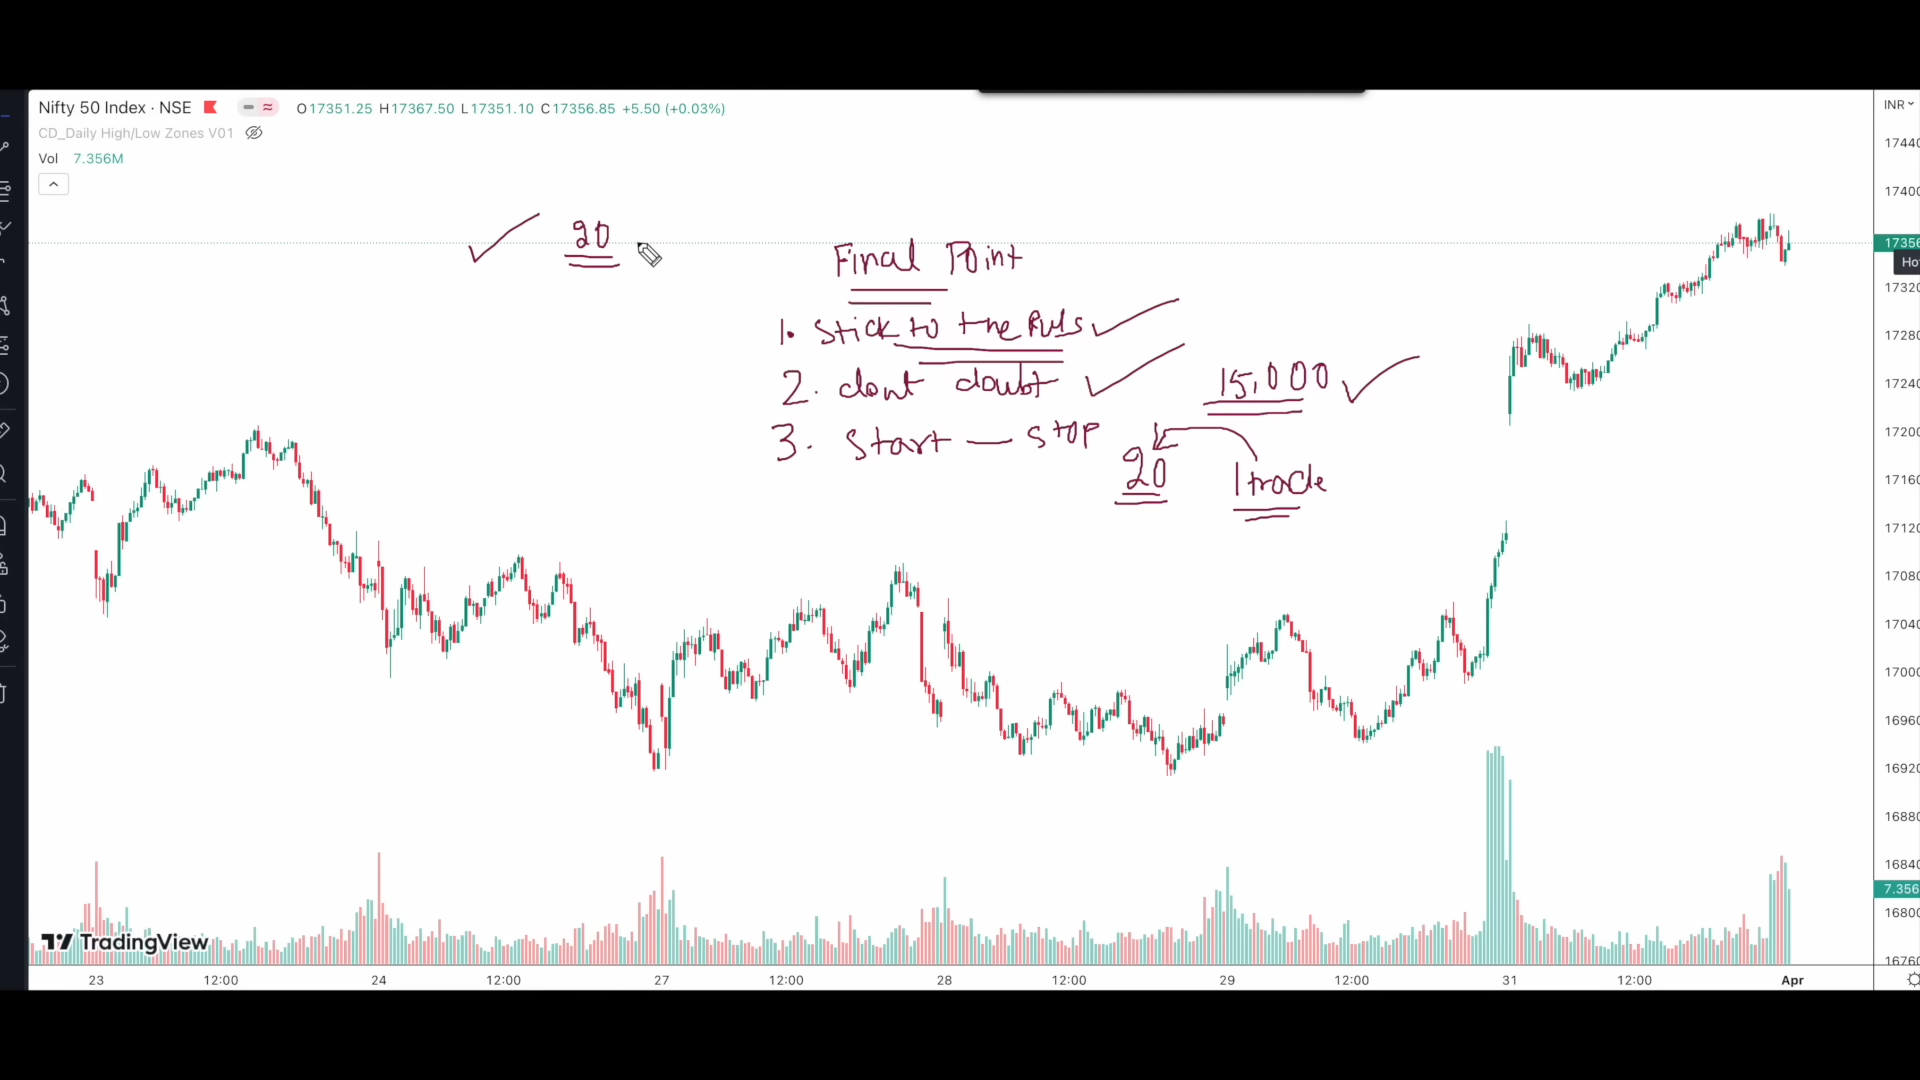 Nifty 50 Index · NSE O17351.25 H17367.50 L17351.10 C17356.85 +5.50 (+0.03%)
INR
CD_Daily High/Low Zones V01
Vol 7.356M
20
Final Point
1. Stick to the Ruls
2. dont doubt
15,000
3. Start — Stop
20
1 trade
1744
17400
17356
Ho
17320
17280
17240
17200
17160
17120
17080
17040
17000
16960
16920
16880
16840
7.356
16800
16760
TradingView
23 12:00 24 12:00 27 12:00 28 12:00 29 12:00 31 12:00 Apr